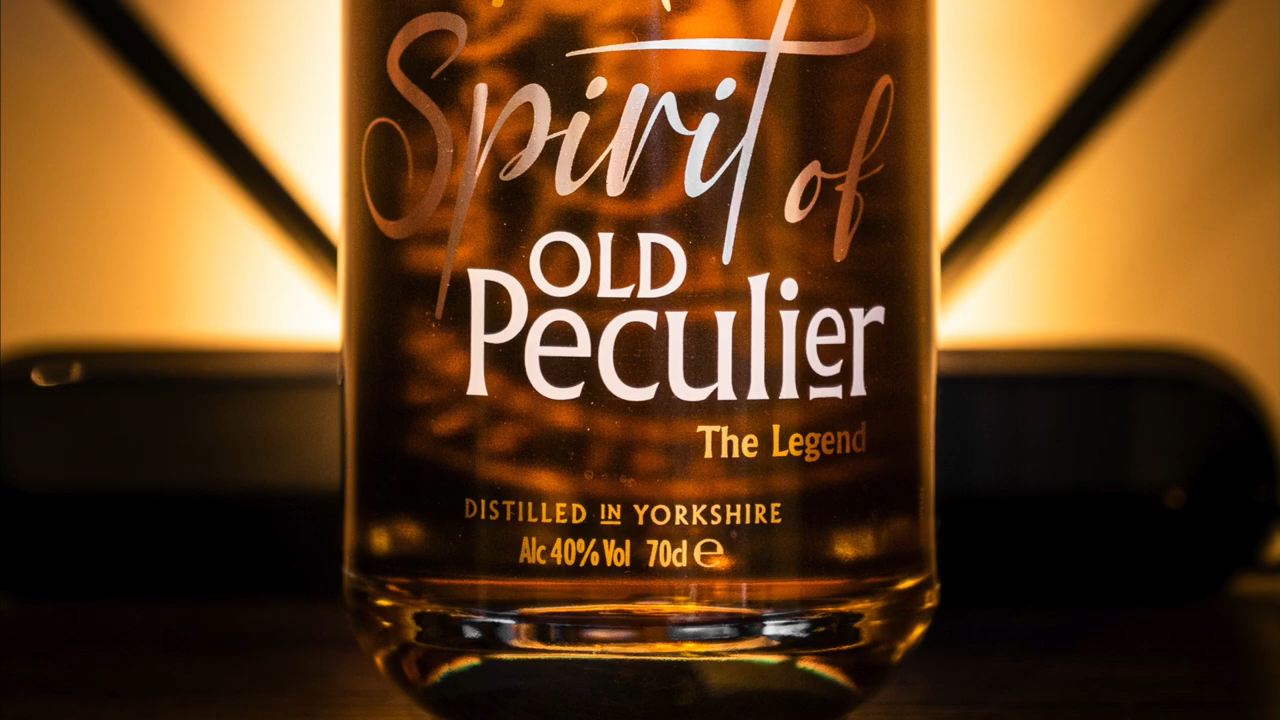 Spirit of
OLD
Peculier
The Legend
DISTILLED IN YORKSHIRE
Alc 40% Vol 70cl ℮